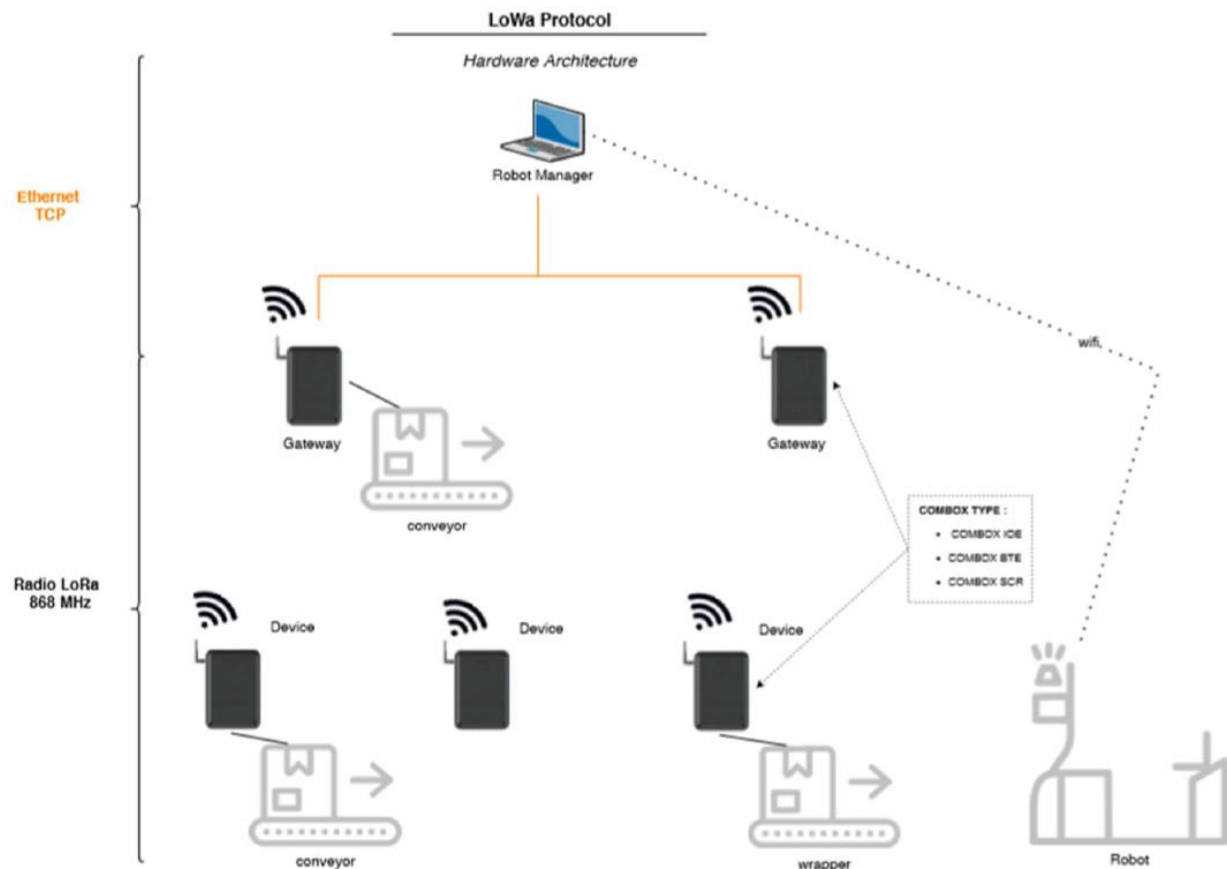 LoWa Protocol
Hardware Architecture
Robot Manager
Ethernet
TCP
wifi,
Gateway
Gateway
conveyor
COMBOX TYPE :
• COMBOX IOE
• COMBOX BTE
• COMBOX SCR
Radio LoRa
868 MHz
Device
Device
Device
conveyor
wrapper
Robot